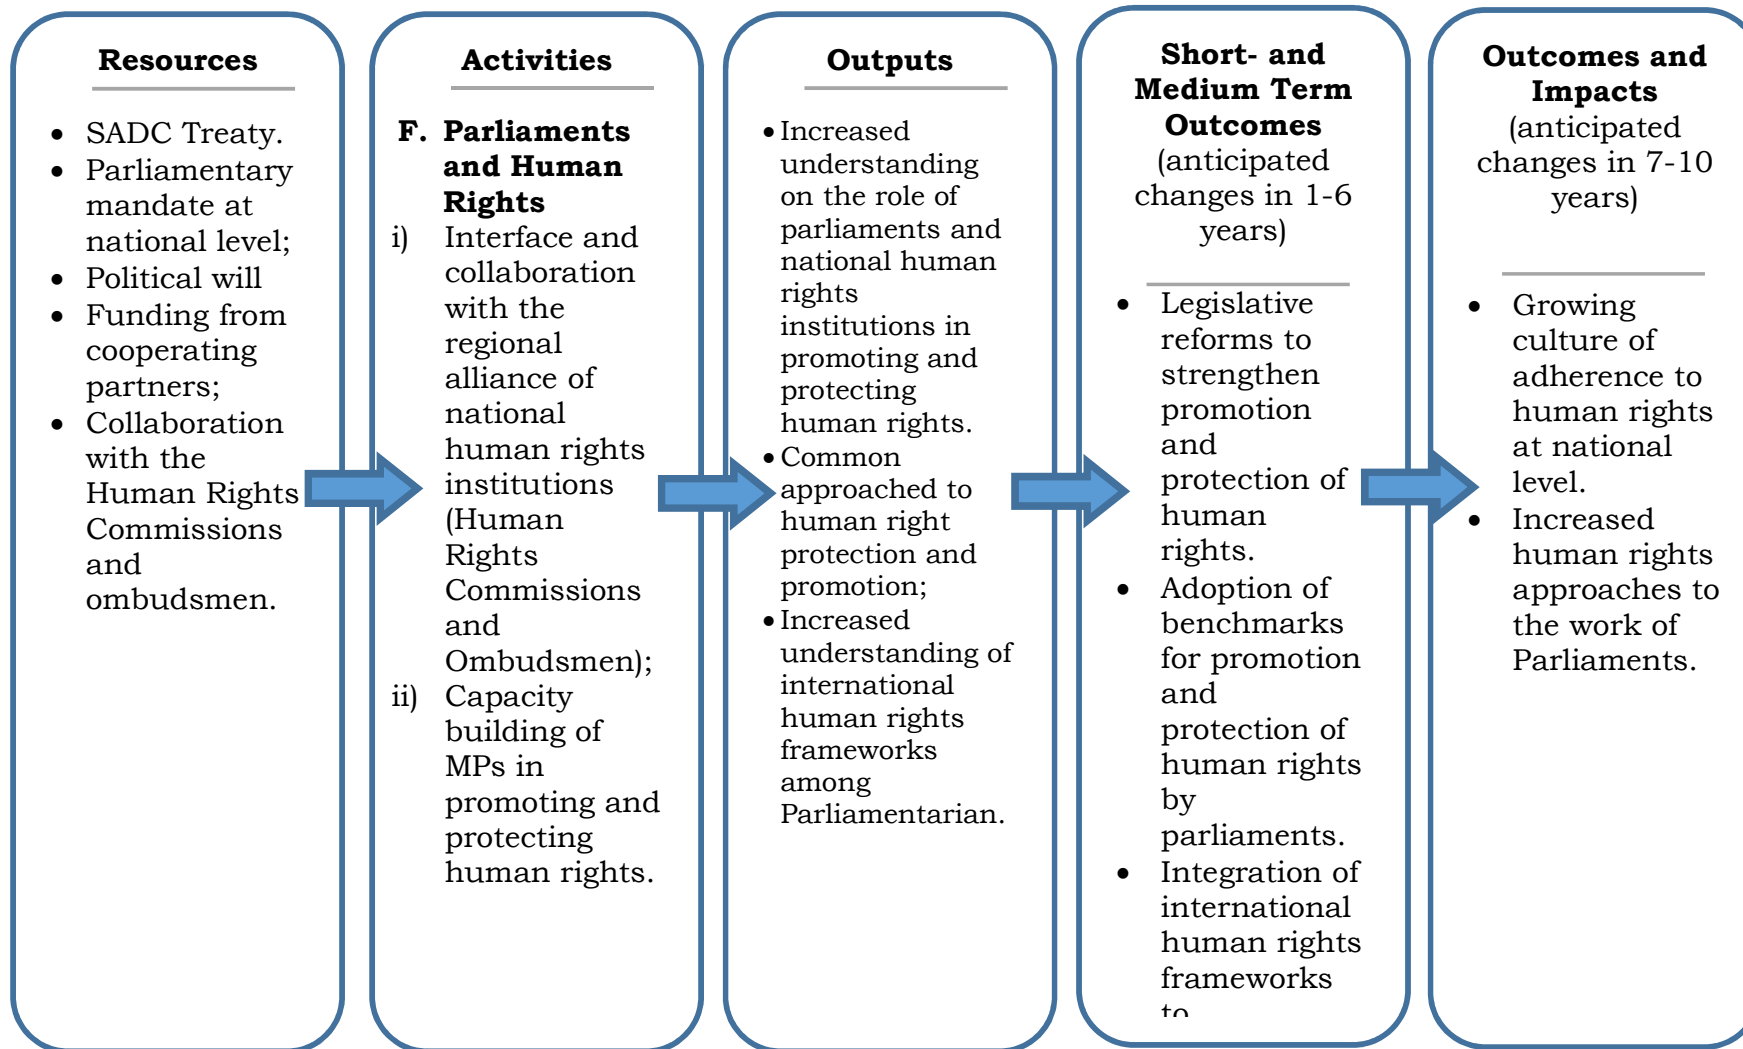 Resources
• SADC Treaty.
• Parliamentary
mandate at
national level;
• Political will
• Funding from
cooperating
partners;
• Collaboration
with the
Human Rights
Commissions
and
ombudsmen.
Activities
F. Parliaments
and Human
Rights
i) Interface and
collaboration
with the
regional
alliance of
national
human rights
institutions
(Human
Rights
Commissions
and
Ombudsmen);
ii) Capacity
building of
MPs in
promoting and
protecting
human rights.
Outputs
• Increased
understanding
on the role of
parliaments and
national human
rights
institutions in
promoting and
protecting
human rights.
• Common
approached to
human right
protection and
promotion;
• Increased
understanding of
international
human rights
frameworks
among
Parliamentarian.
Short- and
Medium Term
Outcomes
(anticipated
changes in 1-6
years)
• Legislative
reforms to
strengthen
promotion
and
protection of
human
rights.
• Adoption of
benchmarks
for promotion
and
protection of
human rights
by
parliaments.
• Integration of
international
human rights
frameworks
to
Outcomes and
Impacts
(anticipated
changes in 7-10
years)
• Growing
culture of
adherence to
human rights
at national
level.
• Increased
human rights
approaches to
the work of
Parliaments.